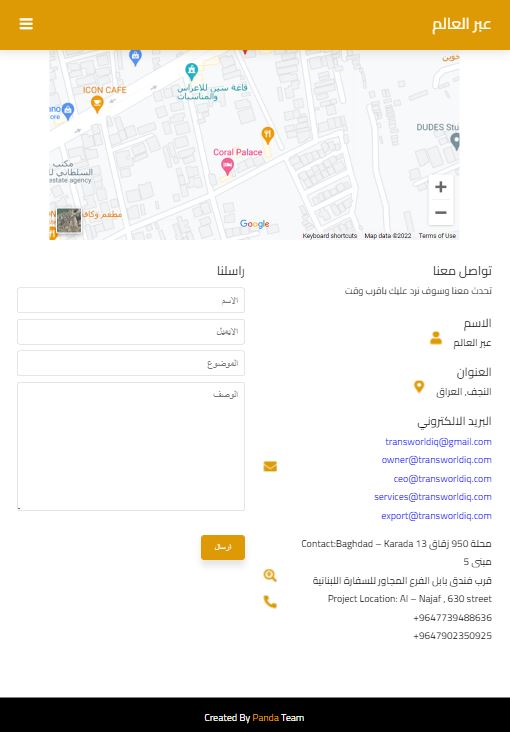 عبر العالم
خوين
ICON CAFE
قاعة سين للاعراس
والمناسبات
ore
DUDES Stu
Coral Palace
مكتب
السلطاني لل
estate agency
مطعم وكافا
Google
Keyboard shortcuts Map data ©2022 Terms of Use
تواصل معنا
تحدث معنا وسوف نرد عليك باقرب وقت
الاسم
عبر العالم
العنوان
النجف, العراق
البريد الالكتروني
transworldiq@gmail.com
owner@transworldiq.com
ceo@transworldiq.com
services@transworldiq.com
export@transworldiq.com
Contact:Baghdad – Karada محلة 950 زقاق 13
مبنى 5
قرب فندق بابل الفرع المجاور للسفارة اللبنانية
Project Location: Al – Najaf , 630 street
+9647739488636
+9647902350925
راسلنا
الاسم
الايميل
الموضوع
الوصف
ارسال
Created By Panda Team